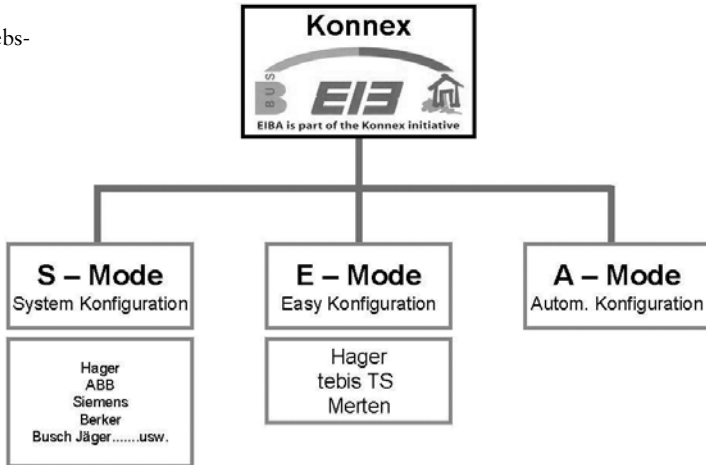 ebs-
Konnex
BUS
EIB
EIBA is part of the Konnex initiative
S – Mode
System Konfiguration
E – Mode
Easy Konfiguration
A – Mode
Autom. Konfiguration
Hager
ABB
Siemens
Berker
Busch Jäger.......usw.
Hager
tebis TS
Merten